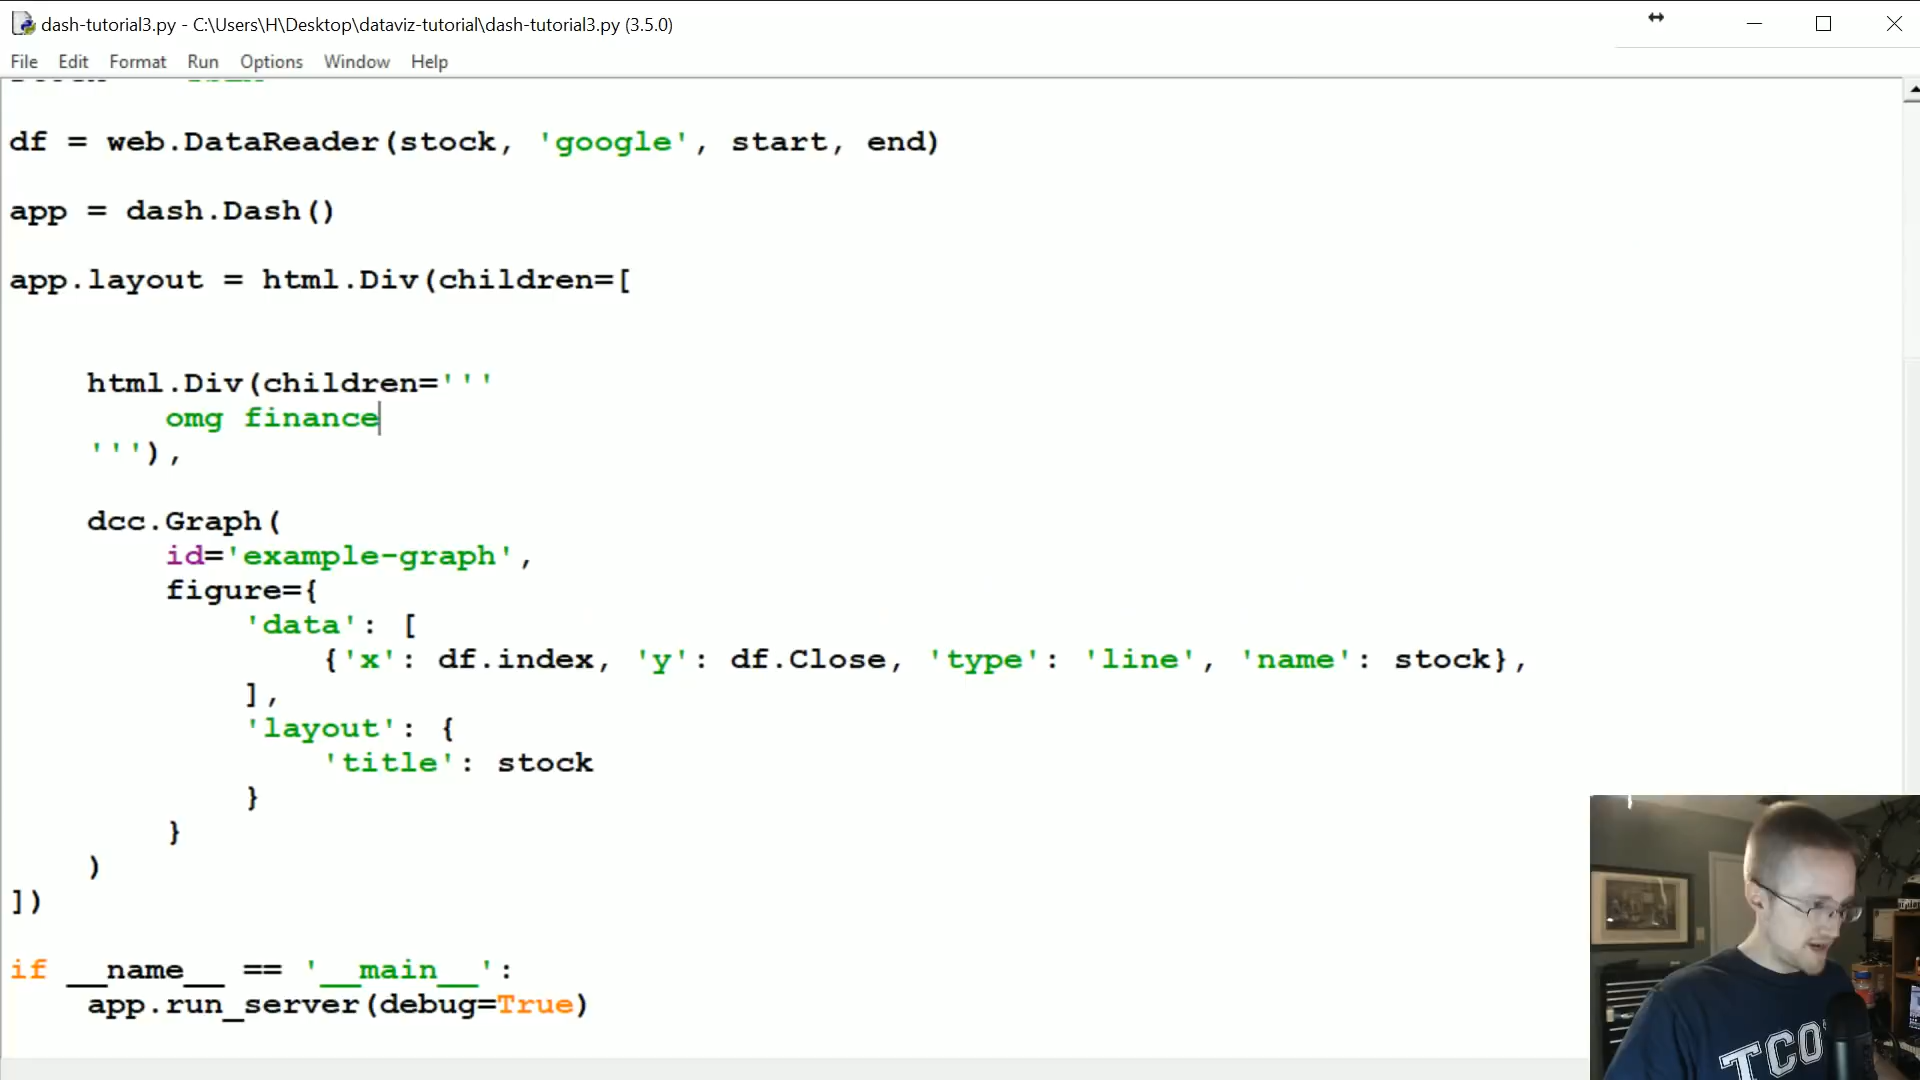 dash-tutorial3.py - C:\Users\H\Desktop\dataviz-tutorial\dash-tutorial3.py (3.5.0)
File Edit Format Run Options Window Help
df = web.DataReader(stock, 'google', start, end)
app = dash.Dash()
app.layout = html.Div(children=[
html.Div(children='''
omg finance
'''),
dcc.Graph(
id='example-graph',
figure={
'data': [
{'x': df.index, 'y': df.Close, 'type': 'line', 'name': stock},
],
'layout': {
'title': stock
}
}
)
])
if __name__ == '__main__':
app.run_server(debug=True)
TCO